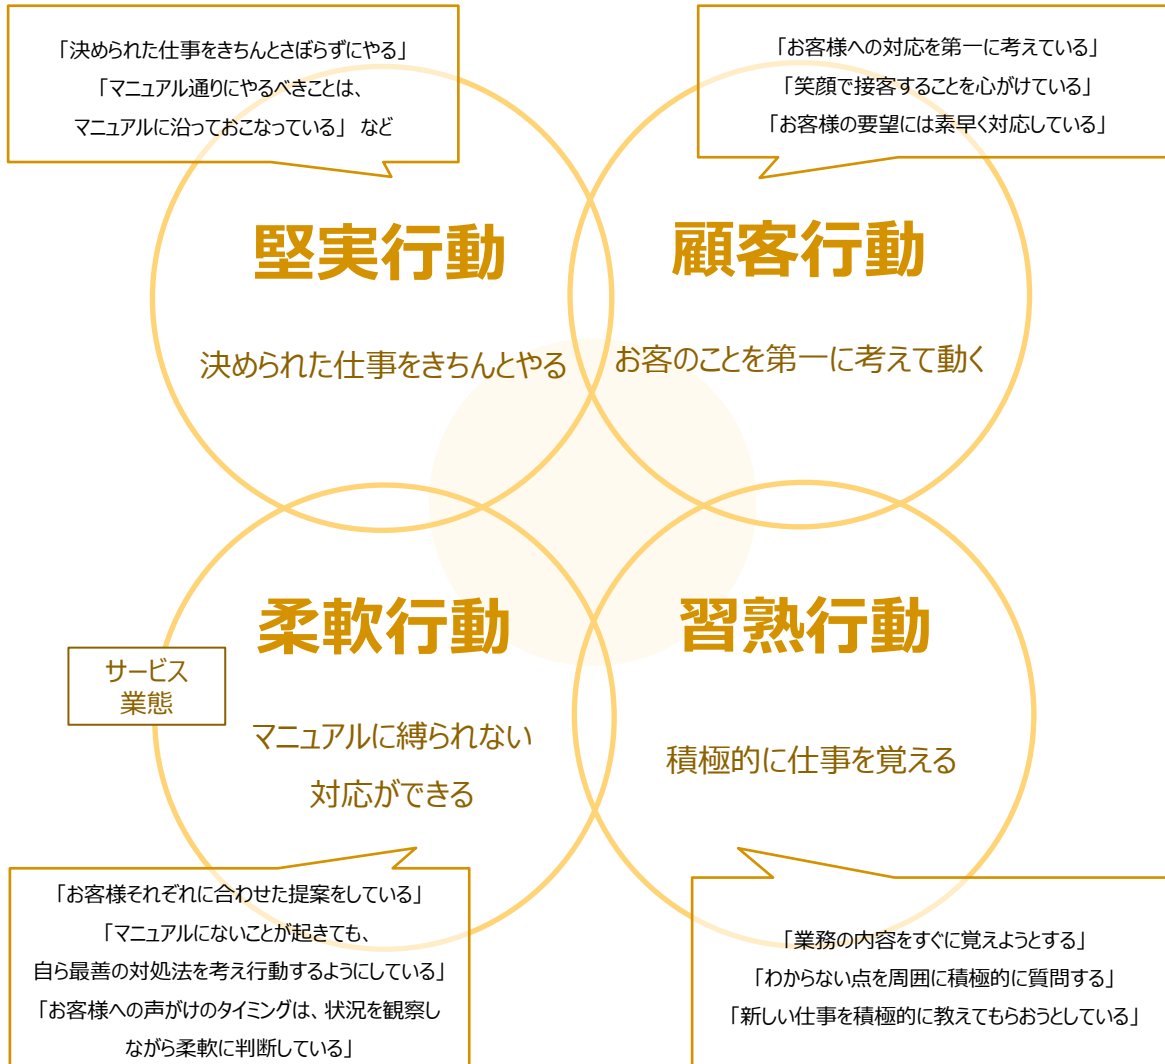 「決められた仕事をきちんとさぼらずにやる」
「マニュアル通りにやるべきことは、
マニュアルに沿っておこなっている」 など
「お客様への対応を第一に考えている」
「笑顔で接客することを心がけている」
「お客様の要望には素早く対応している」
堅実行動
決められた仕事をきちんとやる
顧客行動
お客のことを第一に考えて動く
柔軟行動
サービス
業態
マニュアルに縛られない
対応ができる
習熟行動
積極的に仕事を覚える
「お客様それぞれに合わせた提案をしている」
「マニュアルにないことが起きても、
自ら最善の対処法を考え行動するようにしている」
「お客様への声がけのタイミングは、状況を観察し
ながら柔軟に判断している」
「業務の内容をすぐに覚えようとする」
「わからない点を周囲に積極的に質問する」
「新しい仕事を積極的に教えてもらおうとしている」